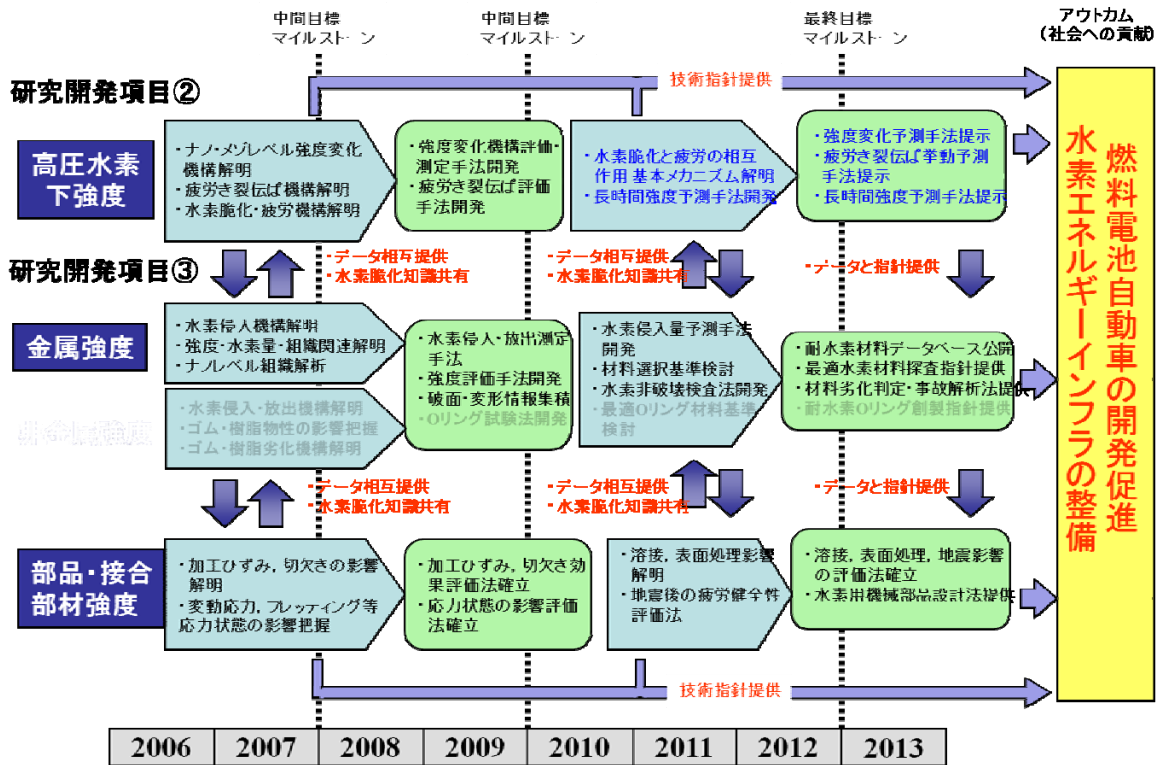 中間目標
マイルストーン
中間目標
マイルストーン
最終目標
マイルストーン
アウトカム
(社会への貢献)
研究開発項目②
技術指針提供
高圧水素
下強度
・ナノ・メゾレベル強度変化
機構解明
・疲労き裂伝ぱ機構解明
・水素脆化・疲労機構解明
・強度変化機構評価・
測定手法開発
・疲労き裂伝ぱ評価
手法開発
・水素脆化と疲労の相互
作用 基本メカニズム解明
・長時間強度予測手法開発
・強度変化予測手法提示
・疲労き裂伝ぱ挙動予測
手法提示
・長時間強度予測手法提示
研究開発項目③
・データ相互提供
・水素脆化知識共有
・データ相互提供
・水素脆化知識共有
・データと指針提供
金属強度
・水素侵入機構解明
・強度・水素量・組織関連解明
・ナノレベル組織解析
・水素侵入・放出機構解明
・ゴム・樹脂物性の影響把握
・ゴム・樹脂劣化機構解明
・水素侵入・放出測定
手法
・強度評価手法開発
・破面・変形情報集積
・Oリング試験法開発
・水素侵入量予測手法
開発
・材料選択基準検討
・水素非破壊検査法開発
・最適Oリング材料基準
検討
・耐水素材料データベース公開
・最適水素材料探査指針提供
・材料劣化判定・事故解析法提供
・耐水素Oリング創製指針提供
非金属強度
・データ相互提供
・水素脆化知識共有
・データ相互提供
・水素脆化知識共有
・データと指針提供
部品・接合
部材強度
・加工ひずみ，切欠きの影響
解明
・変動応力，フレッティング等
応力状態の影響把握
・加工ひずみ，切欠き効
果評価法確立
・応力状態の影響評価
法確立
・溶接，表面処理影響
解明
・地震後の疲労健全性
評価法
・溶接，表面処理，地震影響
の評価法確立
・水素用機械部品設計法提供
技術指針提供
燃料電池自動車の開発促進
水素エネルギーインフラの整備
2006 2007 2008 2009 2010 2011 2012 2013